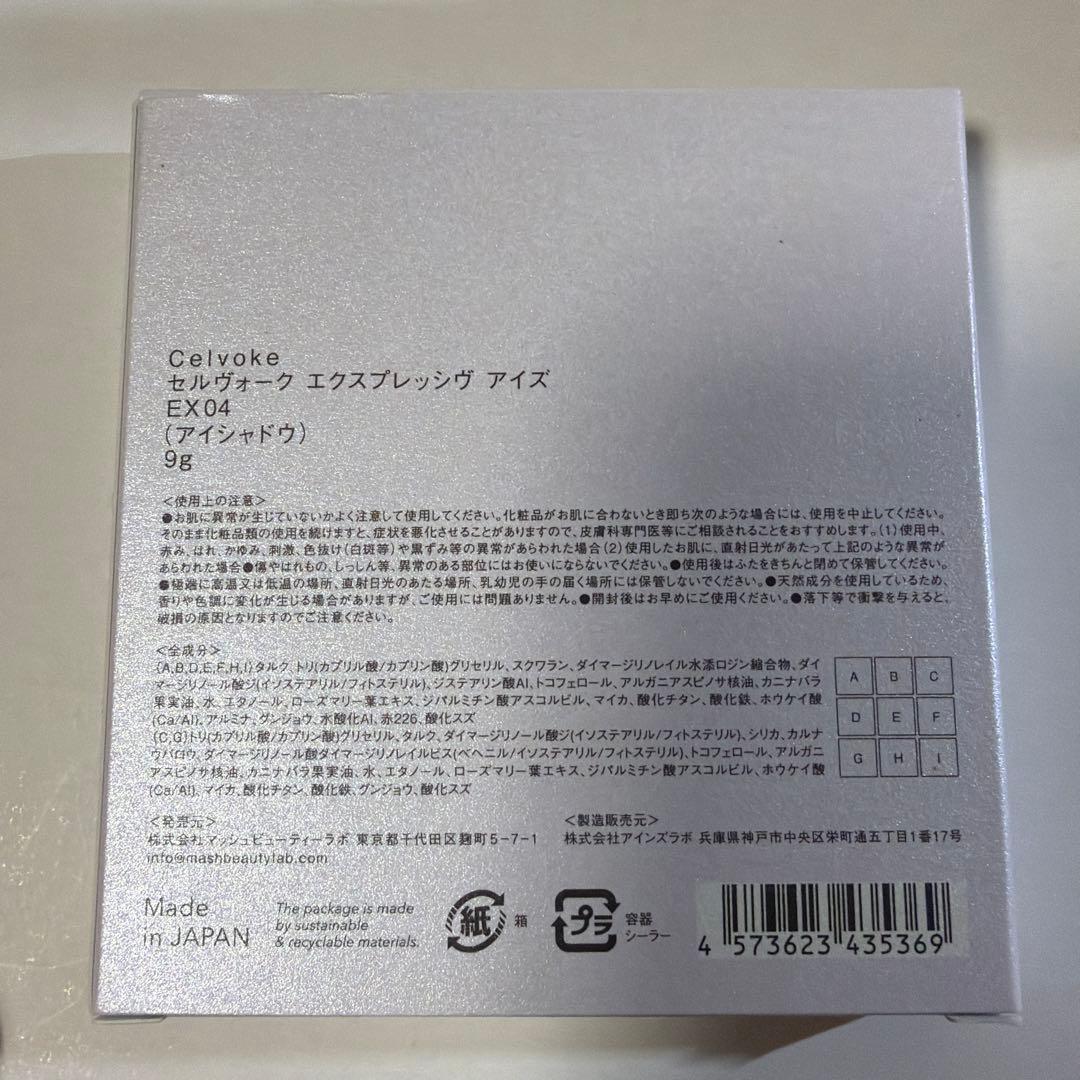 Celvoke
セルヴォーク エクスプレッシヴ アイズ
EX04
(アイシャドウ)
9g
<使用上の注意>
●お肌に異常が生じていないかよく注意して使用してください。化粧品がお肌に合わないとき即ち次のような場合には、使用を中止してください。
そのまま化粧品類の使用を続けますと、症状を悪化させることがありますので、皮膚科専門医等にご相談されることをおすすめします。(1)使用中、
赤み、はれ、かゆみ、刺激、色抜け(白斑等)や黒ずみ等の異常があらわれた場合(2)使用したお肌に、直射日光があたって上記のような異常が
あらわれた場合●傷やはれもの、しっしん等、異常のある部位にはお使いにならないでください。●使用後はふたをきちんと閉めて保管してください。
●極端に高温又は低温の場所、直射日光のあたる場所、乳幼児の手の届く場所には保管しないでください。●天然成分を使用しているため、
香りや色調に変化が生じる場合がありますが、ご使用には問題ありません。●開封後はお早めにご使用ください。●落下等で衝撃を与えると、
破損の原因となりますのでご注意ください。
<全成分>
(A,B,D,E,F,H,I)タルク、トリ(カプリル酸/カプリン酸)グリセリル、スクワラン、ダイマージリノレイル水添ロジン縮合物、ダイ
マージリノール酸ジ(イソステアリル/フィトステリル)、ジステアリン酸Al、トコフェロール、アルガニアスピノサ核油、カニナバラ
果実油、水、エタノール、ローズマリー葉エキス、ジパルミチン酸アスコルビル、マイカ、酸化チタン、酸化鉄、ホウケイ酸
(Ca/Al)、アルミナ、グンジョウ、水酸化Al、赤226、酸化スズ
(C,G)トリ(カプリル酸/カプリン酸)グリセリル、タルク、ダイマージリノール酸ジ(イソステアリル/フィトステリル)、シリカ、カルナ
ウバロウ、ダイマージリノール酸ダイマージリノレイルビス(ベヘニル/イソステアリル/フィトステリル)、トコフェロール、アルガニ
アスピノサ核油、カニナバラ果実油、水、エタノール、ローズマリー葉エキス、ジパルミチン酸アスコルビル、ホウケイ酸
(Ca/Al)、マイカ、酸化チタン、酸化鉄、グンジョウ、酸化スズ
A B C
D E F
G H I
<発売元>
株式会社マッシュビューティーラボ 東京都千代田区麹町5-7-1
info@mashbeautylab.com
<製造販売元>
株式会社アインズラボ 兵庫県神戸市中央区栄町通五丁目1番17号
Made
in JAPAN
The package is made
by sustainable
& recyclable materials.
紙
箱
プラ
容器
シーラー
4 573623 435369